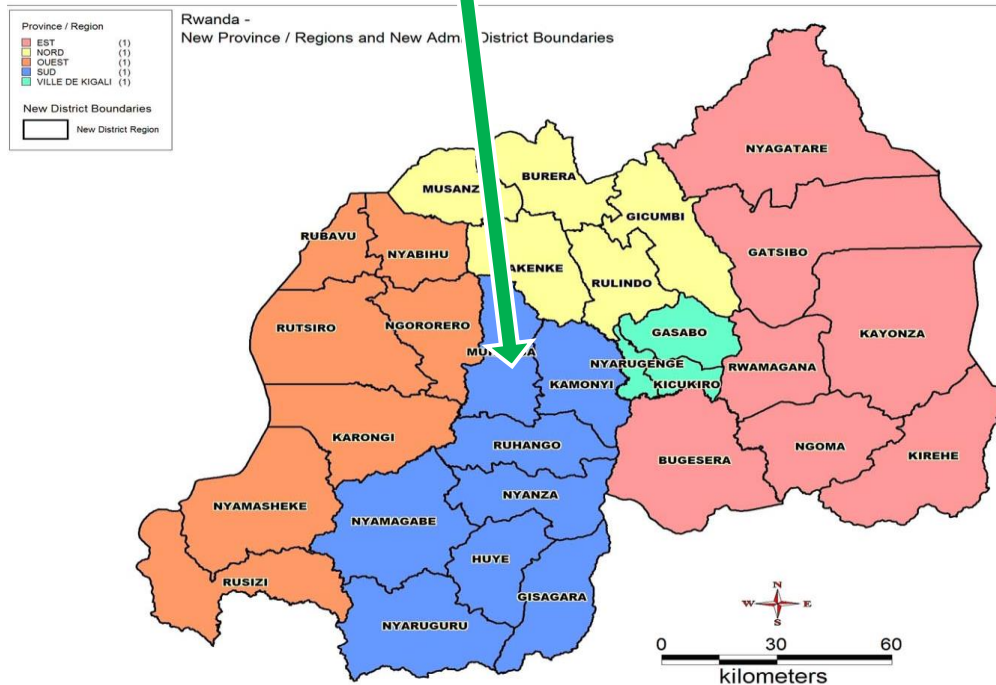 Province / Region
EST (1)
NORD (1)
OUEST (1)
SUD (1)
VILLE DE KIGALI (1)
New District Boundaries
New District Region
Rwanda -
New Province / Regions and New Adm. District Boundaries
NYAGATARE
BURERA
MUSANZ
GICUMBI
RUBAVU
NYABIHU
GATSIBO
AKENKE
RULINDO
RUTSIRO
NGORORERO
GASABO
KAYONZA
NYARUGENGE
RWAMAGANA
KAMONYI
KICUKIRO
KARONGI
RUHANGO
NGOMA
BUGESERA
KIREHE
NYANZA
NYAMASHEKE
NYAMAGABE
HUYE
RUSIZI
GISAGARA
NYARUGURU
N
W E
S
0 30 60
kilometers